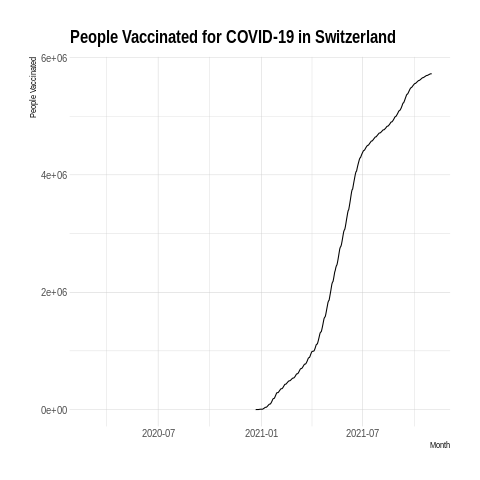 People Vaccinated for COVID-19 in Switzerland
6e+06
People Vaccinated
4e+06
2e+06
0e+00
2020-07 2021-01 2021-07
Month